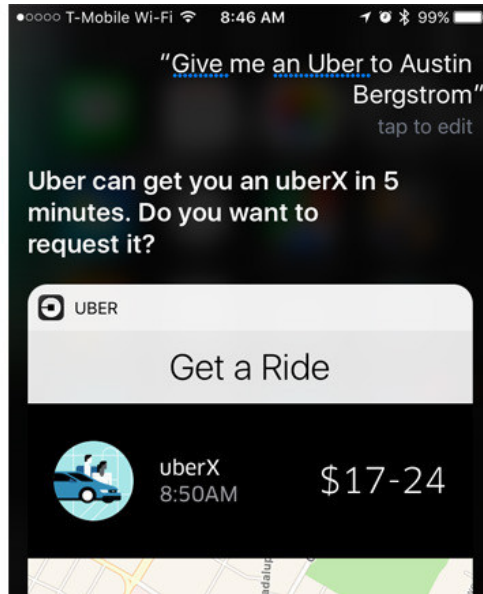 T-Mobile Wi-Fi 8:46 AM 99%
“Give me an Uber to Austin
Bergstrom”
tap to edit
Uber can get you an uberX in 5
minutes. Do you want to
request it?
UBER
Get a Ride
uberX
8:50AM
$17-24